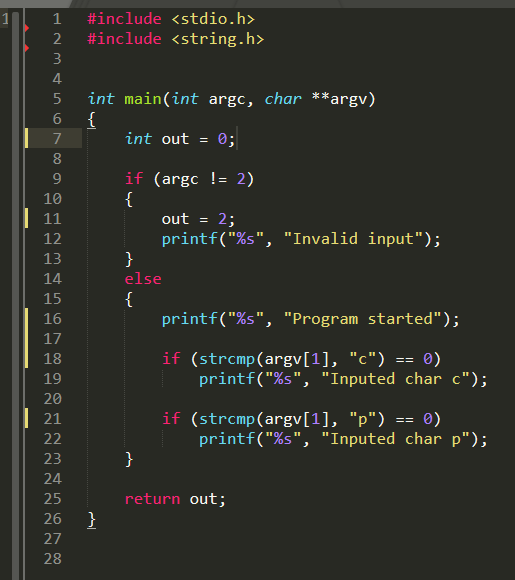 1
1 #include <stdio.h>
2 #include <string.h>
3
4
5 int main(int argc, char **argv)
6 {
7 int out = 0;
8
9 if (argc != 2)
10 {
11 out = 2;
12 printf("%s", "Invalid input");
13 }
14 else
15 {
16 printf("%s", "Program started");
17
18 if (strcmp(argv[1], "c") == 0)
19 printf("%s", "Inputed char c");
20
21 if (strcmp(argv[1], "p") == 0)
22 printf("%s", "Inputed char p");
23 }
24
25 return out;
26 }
27
28